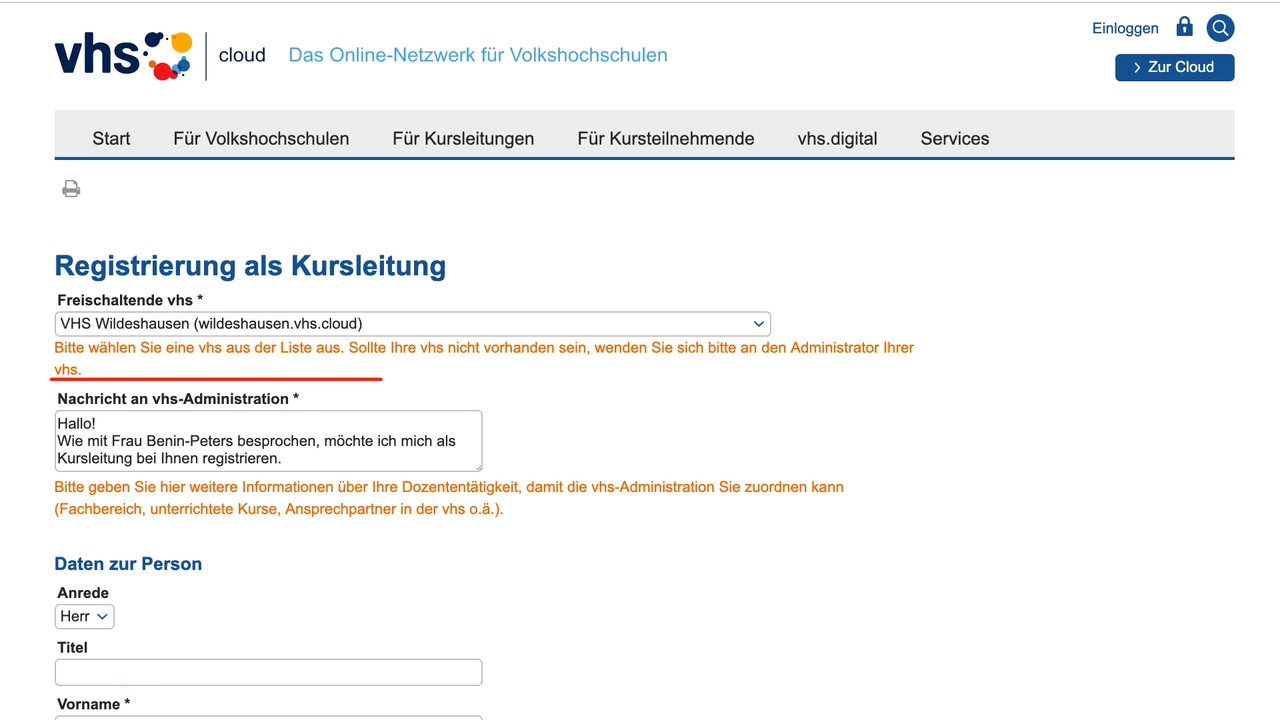 Einloggen
vhs
cloud
Das Online-Netzwerk für Volkshochschulen
Zur Cloud
Start
Für Volkshochschulen
Für Kursleitungen
Für Kursteilnehmende
vhs.digital
Services
Registrierung als Kursleitung
Freischaltende vhs *
VHS Wildeshausen (wildeshausen.vhs.cloud)
Bitte wählen Sie eine vhs aus der Liste aus. Sollte Ihre vhs nicht vorhanden sein, wenden Sie sich bitte an den Administrator Ihrer
vhs.
Nachricht an vhs-Administration *
Hallo!
Wie mit Frau Benin-Peters besprochen, möchte ich mich als
Kursleitung bei Ihnen registrieren.
Bitte geben Sie hier weitere Informationen über Ihre Dozententätigkeit, damit die vhs-Administration Sie zuordnen kann
(Fachbereich, unterrichtete Kurse, Ansprechpartner in der vhs o.ä.).
Daten zur Person
Anrede
Herr
Titel
Vorname *